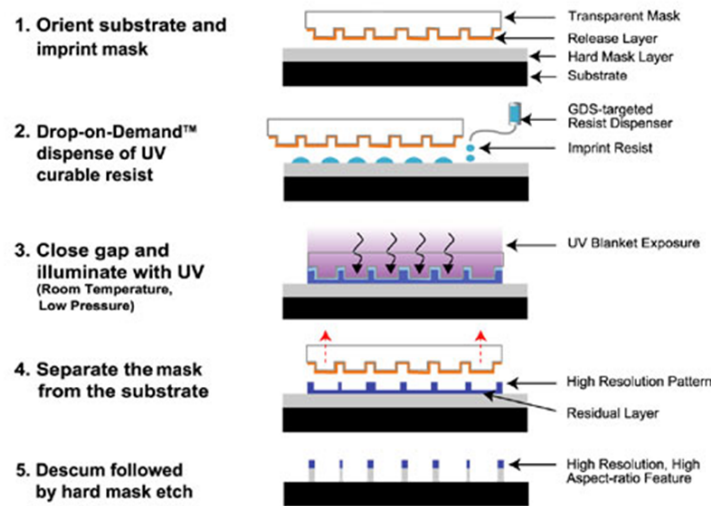 1. Orient substrate and
imprint mask
Transparent Mask
Release Layer
Hard Mask Layer
Substrate
2. Drop-on-Demand™
dispense of UV
curable resist
GDS-targeted
Resist Dispenser
Imprint Resist
3. Close gap and
illuminate with UV
(Room Temperature,
Low Pressure)
UV Blanket Exposure
4. Separate the mask
from the substrate
High Resolution Pattern
Residual Layer
5. Descum followed
by hard mask etch
High Resolution, High
Aspect-ratio Feature